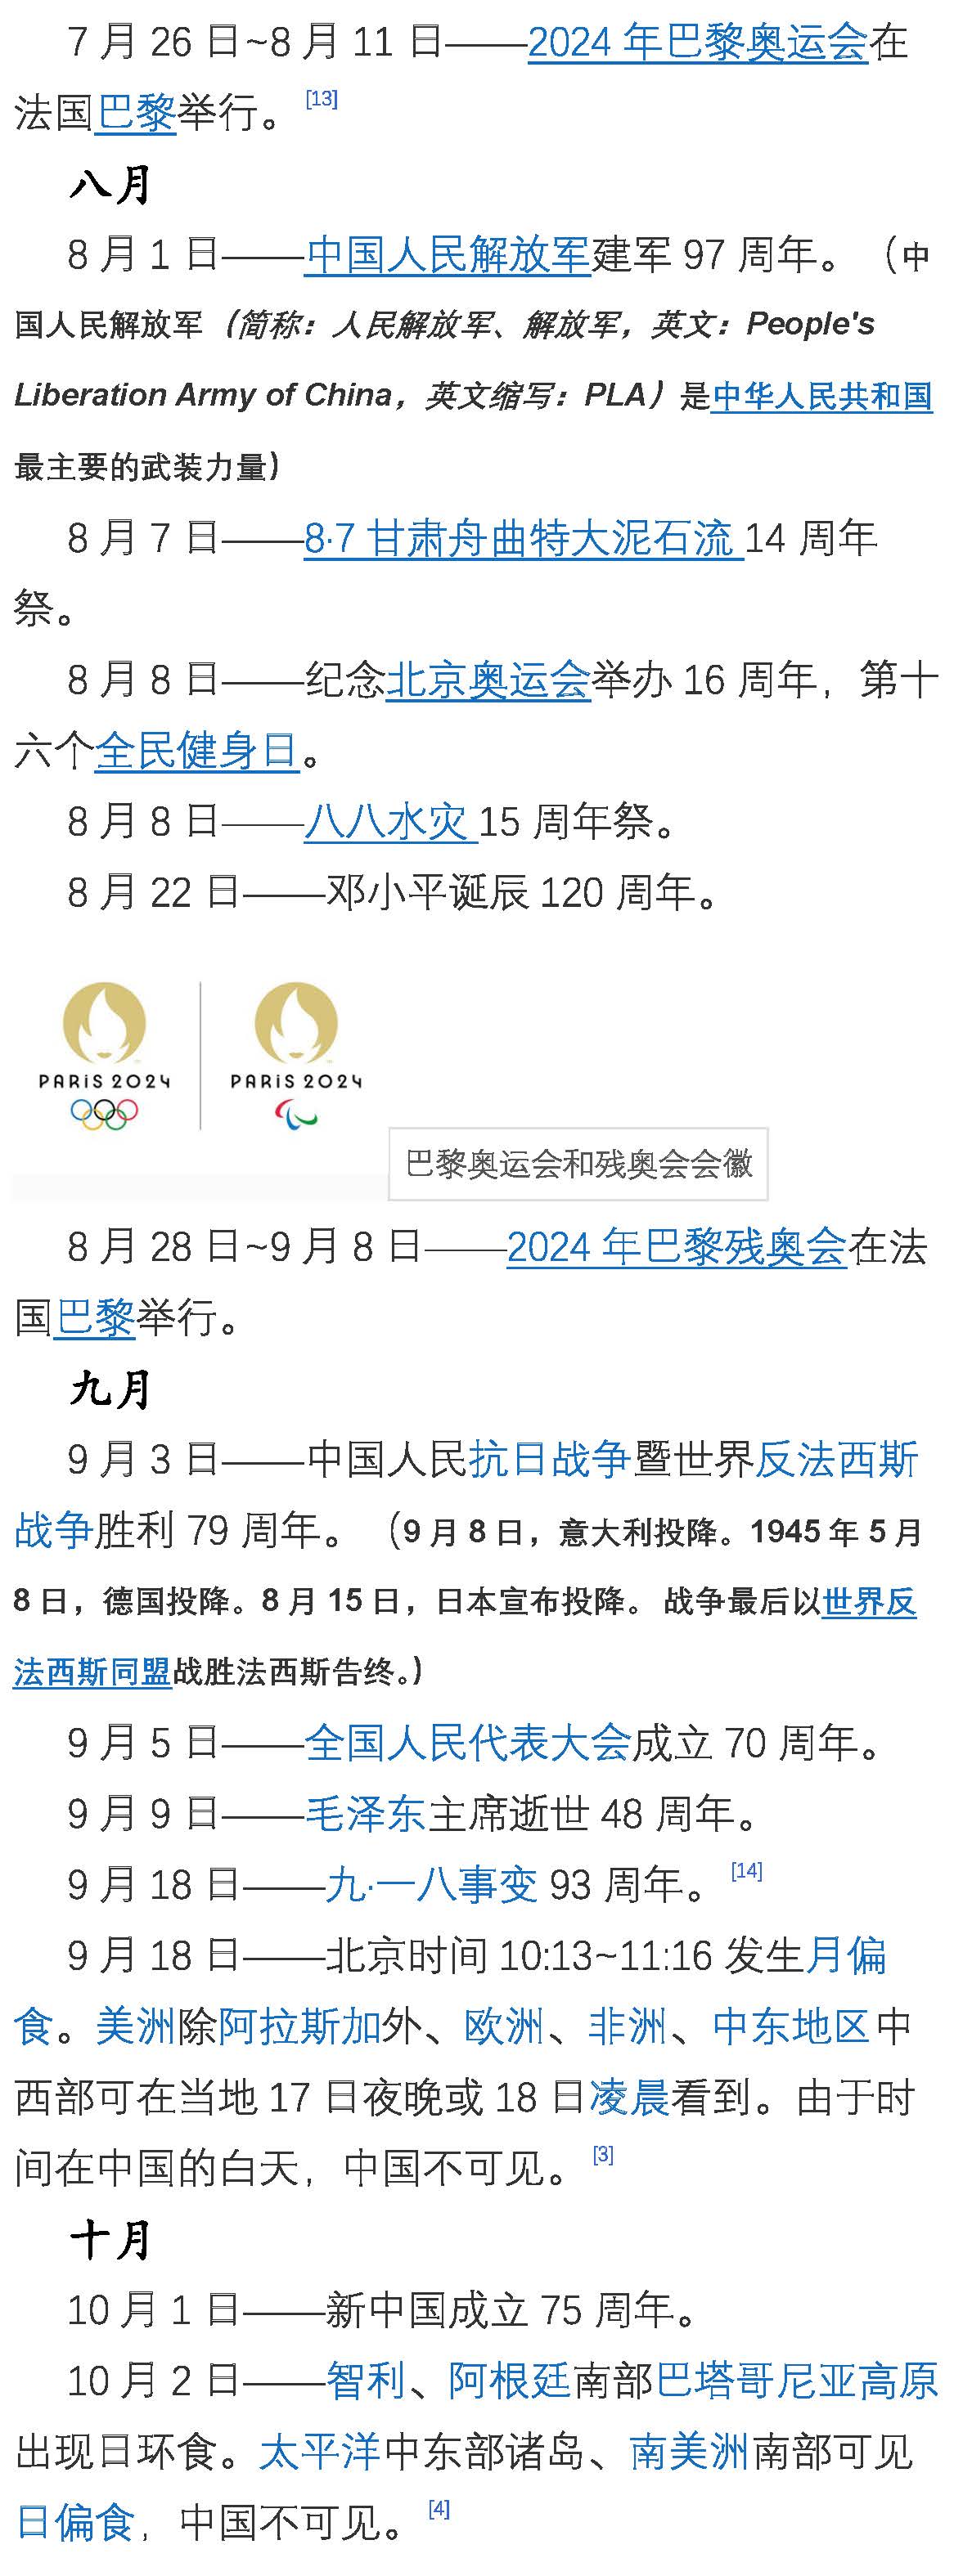 7 月 26 日~8 月 11 日——2024 年巴黎奥运会在
法国巴黎举行。 [13]
八月
8 月 1 日——中国人民解放军建军 97 周年。（中
国人民解放军（简称：人民解放军、解放军，英文：People's
Liberation Army of China，英文缩写：PLA）是中华人民共和国
最主要的武装力量）
8 月 7 日——8·7 甘肃舟曲特大泥石流 14 周年
祭。
8 月 8 日——纪念北京奥运会举办 16 周年，第十
六个全民健身日。
8 月 8 日——八八水灾 15 周年祭。
8 月 22 日——邓小平诞辰 120 周年。
PARIS 2024
PARIS 2024
巴黎奥运会和残奥会会徽
8 月 28 日~9 月 8 日——2024 年巴黎残奥会在法
国巴黎举行。
九月
9 月 3 日——中国人民抗日战争暨世界反法西斯
战争胜利 79 周年。（9 月 8 日，意大利投降。1945 年 5 月
8 日，德国投降。8 月 15 日，日本宣布投降。 战争最后以世界反
法西斯同盟战胜法西斯告终。）
9 月 5 日——全国人民代表大会成立 70 周年。
9 月 9 日——毛泽东主席逝世 48 周年。
9 月 18 日——九·一八事变 93 周年。 [14]
9 月 18 日——北京时间 10:13~11:16 发生月偏
食。美洲除阿拉斯加外、欧洲、非洲、中东地区中
西部可在当地 17 日夜晚或 18 日凌晨看到。由于时
间在中国的白天，中国不可见。 [3]
十月
10 月 1 日——新中国成立 75 周年。
10 月 2 日——智利、阿根廷南部巴塔哥尼亚高原
出现日环食。太平洋中东部诸岛、南美洲南部可见
日偏食，中国不可见。 [4]